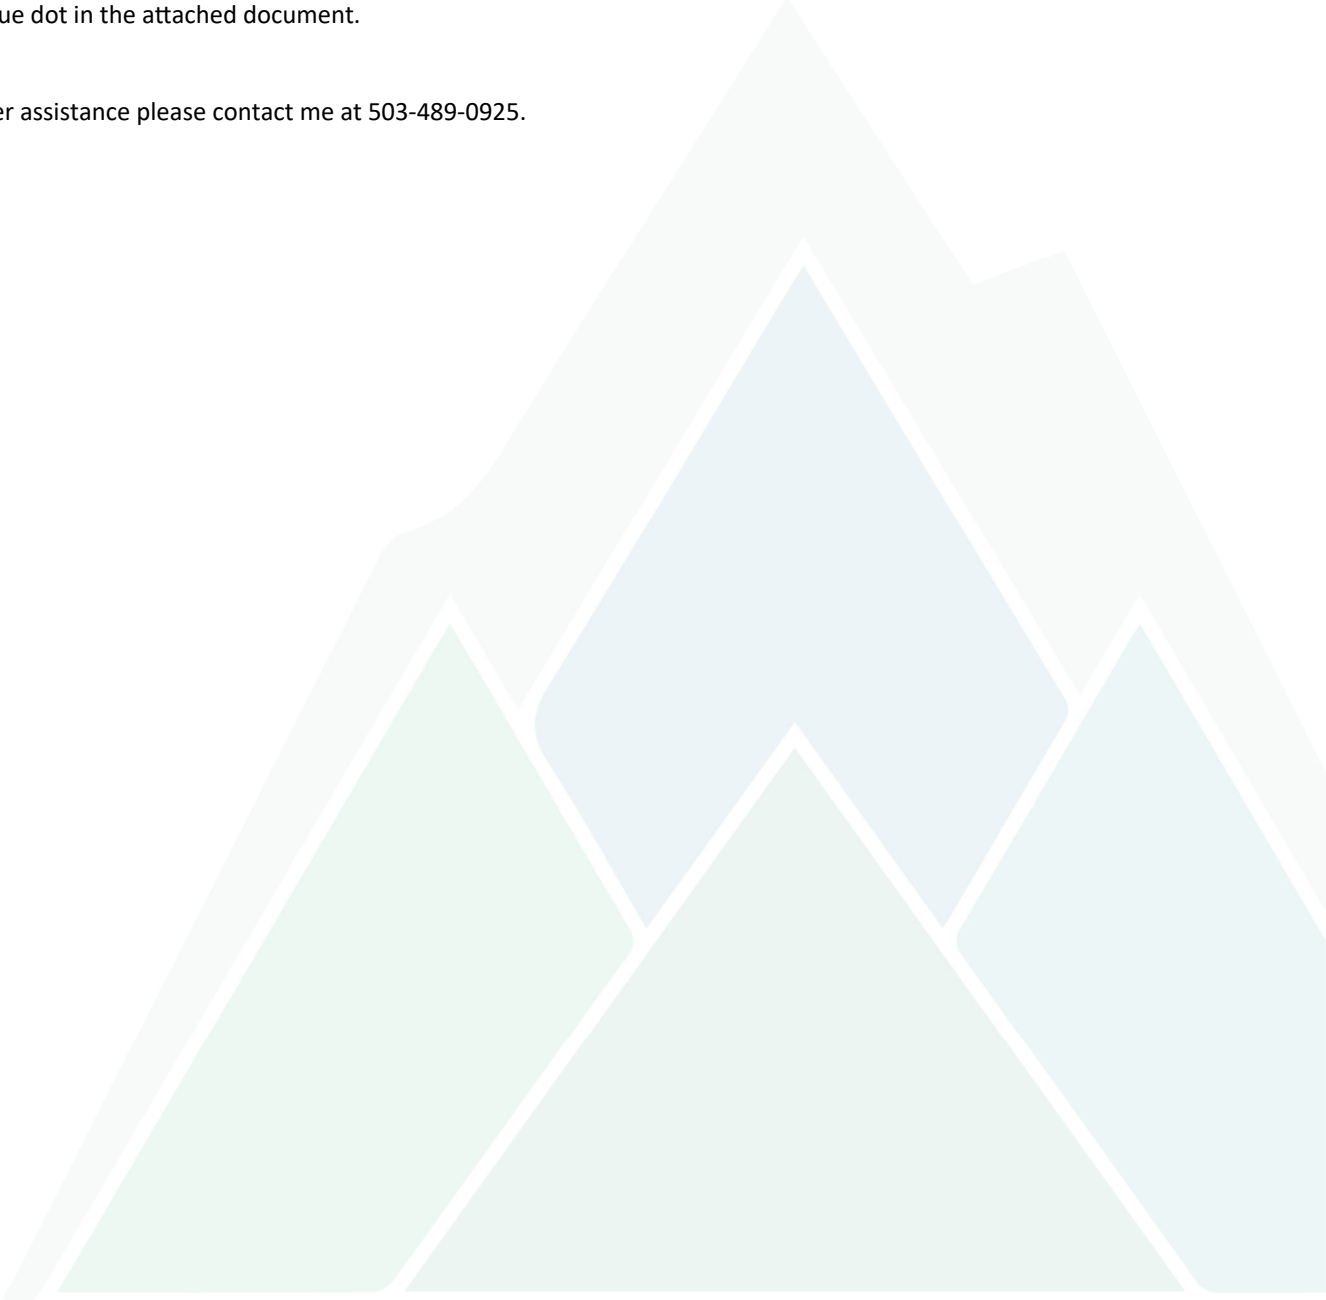 ue dot in the attached document.
er assistance please contact me at 503-489-0925.